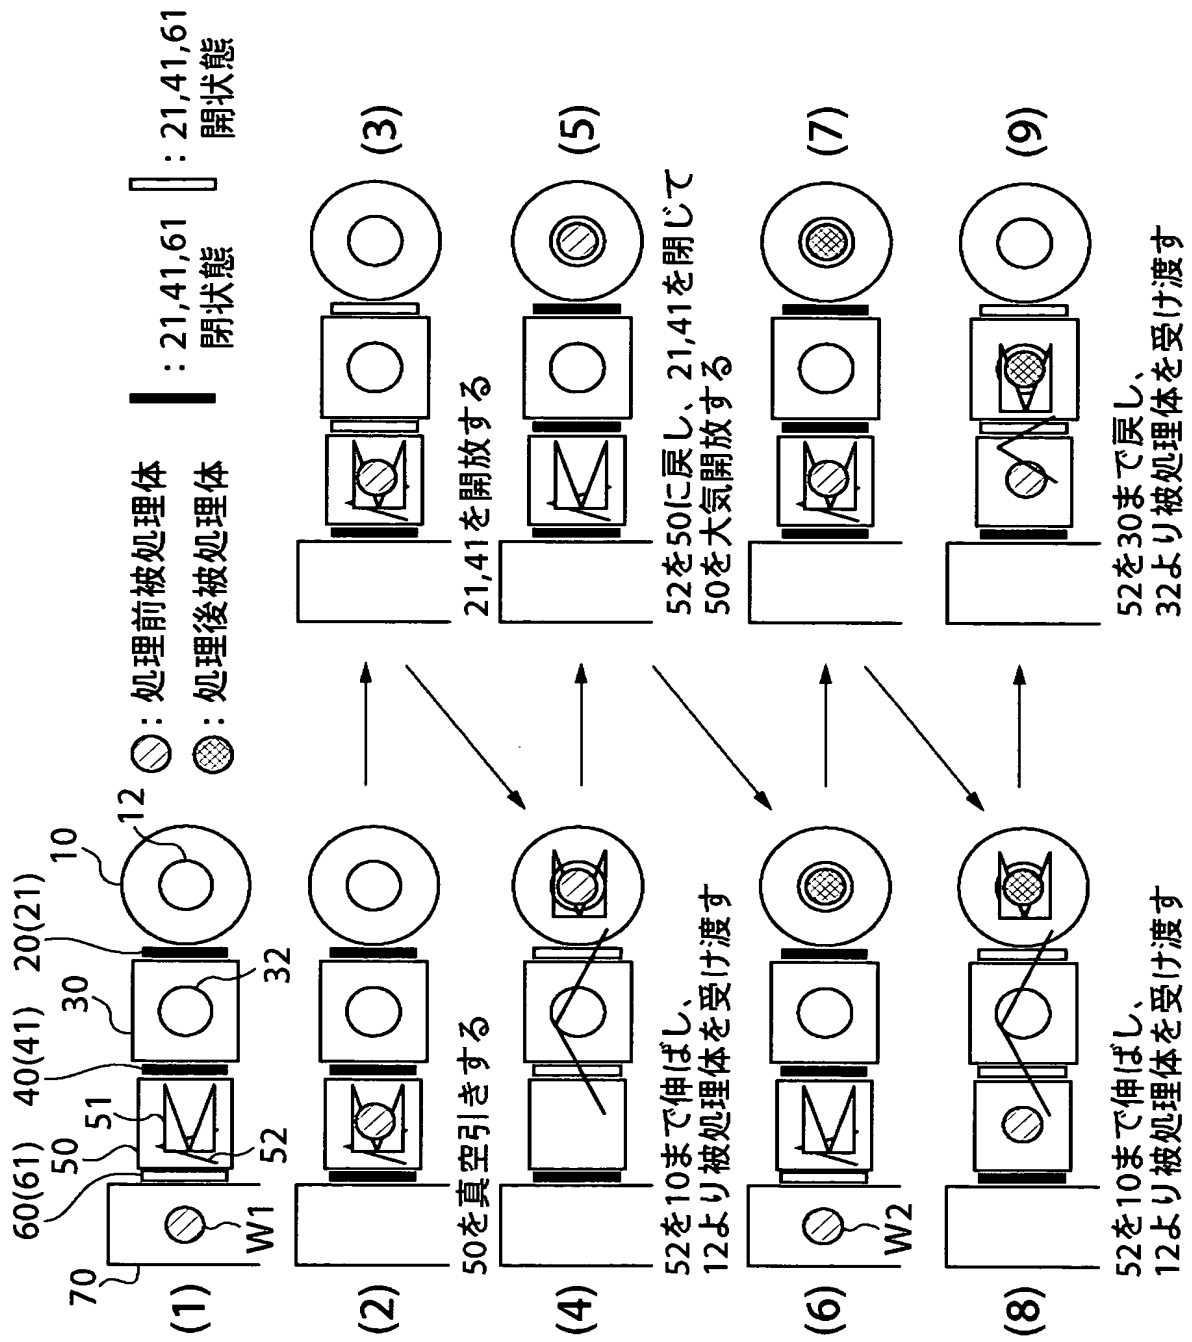 : 処理前被処理体
: 処理後被処理体
: 21,41,61
閉状態
: 21,41,61
開状態
(1)
70
W1
60(61)
50
51
52
40(41)
30
32
20(21)
10
12
(2)
50を真空引きする
(3)
21,41を開放する
(4)
52を10まで伸ばし、
12より被処理体を受け渡す
(5)
52を50に戻し、21,41を閉じて
50を大気開放する
(6)
W2
(7)
(8)
52を10まで伸ばし、
12より被処理体を受け渡す
(9)
52を30まで戻し、
32より被処理体を受け渡す